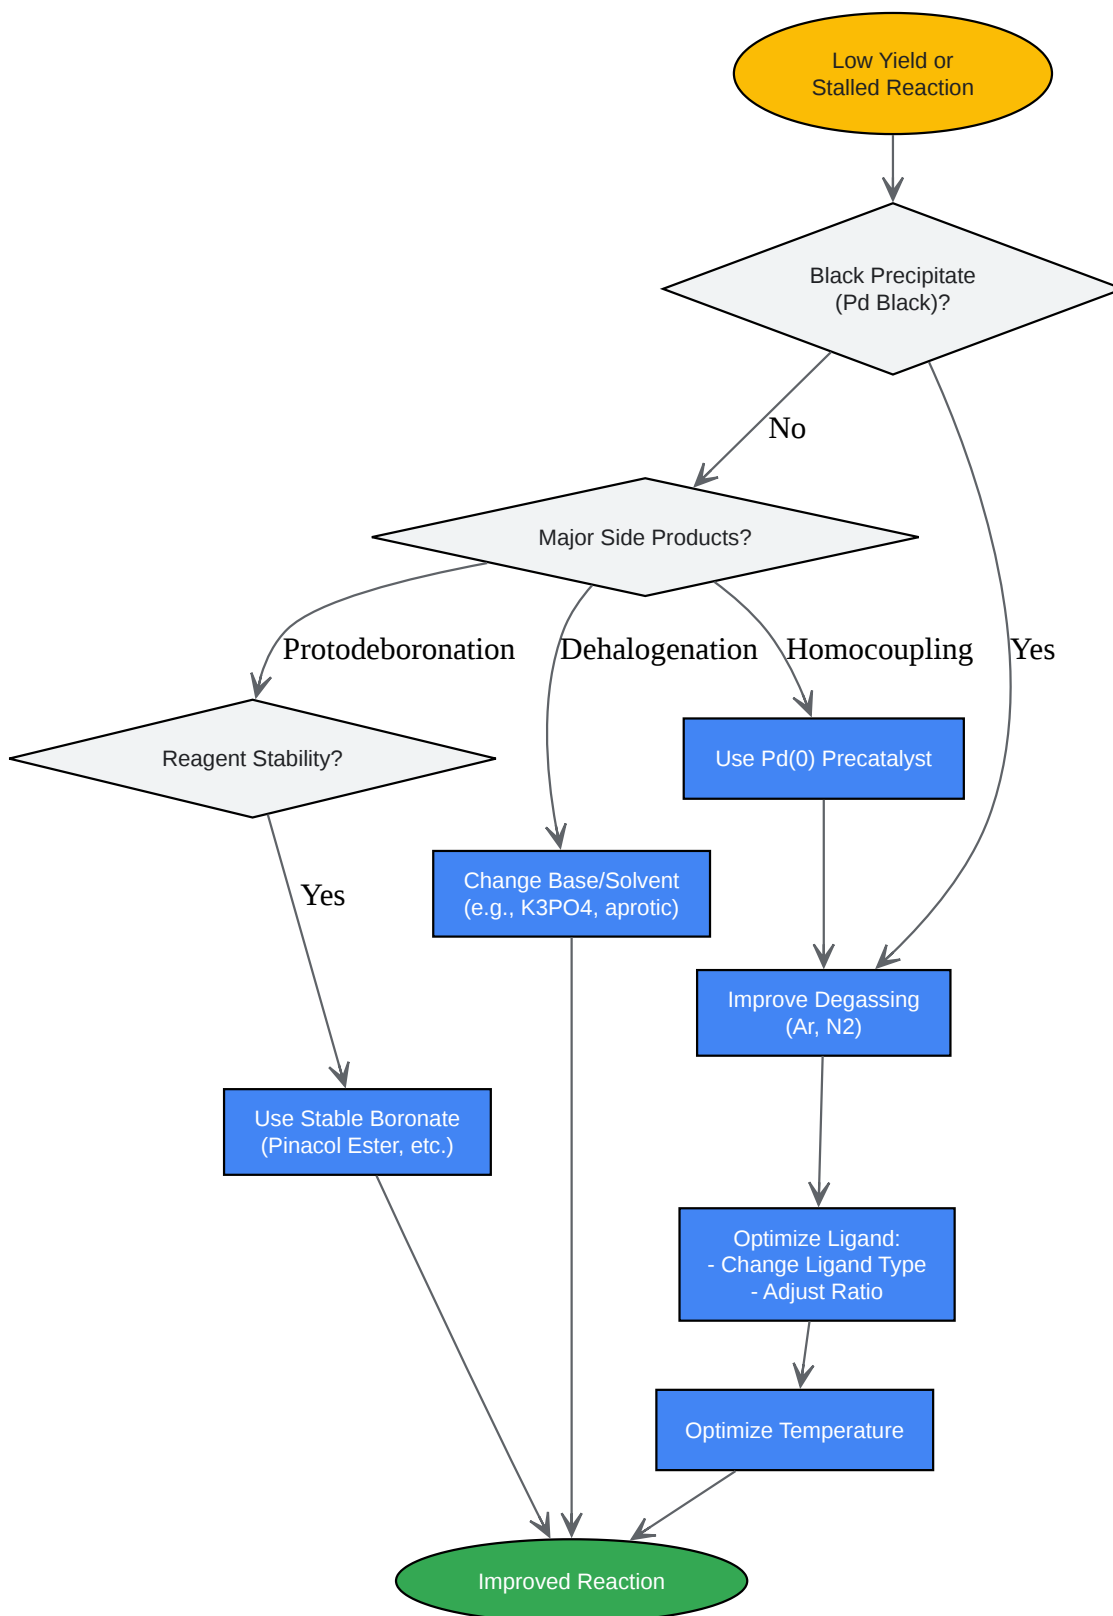 Low Yield or
Stalled Reaction
Black Precipitate
(Pd Black)?
No
Major Side Products?
Protodeboronation
Dehalogenation
Homocoupling
Yes
Use Pd(0) Precatalyst
Reagent Stability?
Change Base/Solvent
(e.g., K3PO4, aprotic)
Yes
Improve Degassing
(Ar, N2)
Use Stable Boronate
(Pinacol Ester, etc.)
Optimize Ligand:
- Change Ligand Type
- Adjust Ratio
Optimize Temperature
Improved Reaction